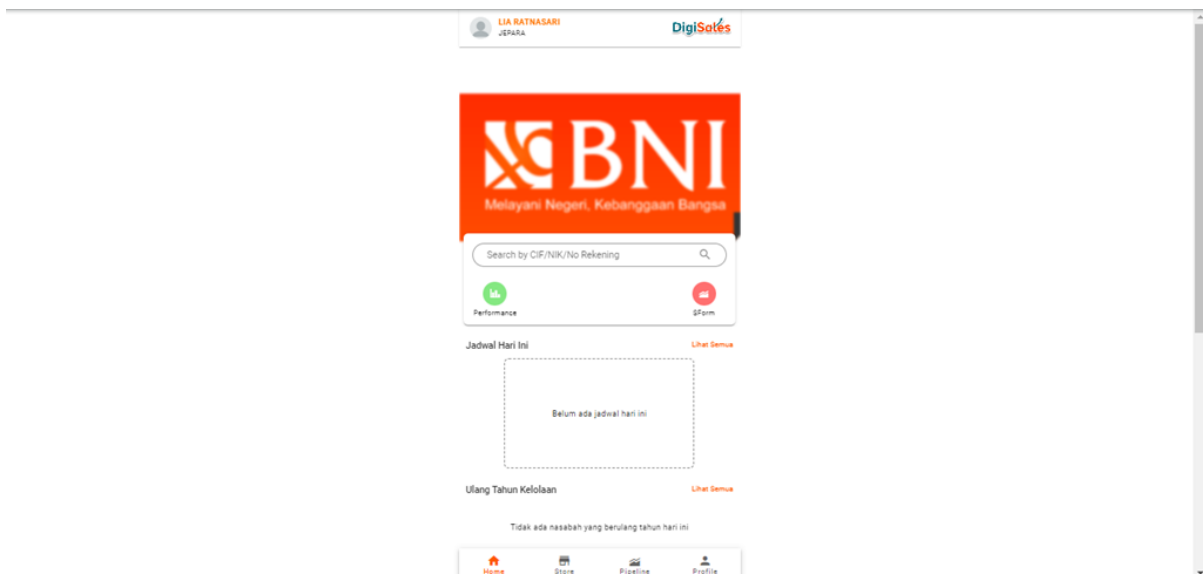 LIA RATNASARI
JEPARA
DigiSales
BNI
Melayani Negeri, Kebanggaan Bangsa
Search by CIF/NIK/No Rekening
Performance
SForm
Jadwal Hari Ini
Lihat Semua
Belum ada jadwal hari ini
Ulang Tahun Kelolaan
Lihat Semua
Tidak ada nasabah yang berulang tahun hari ini
Home
Store
Pipeline
Profile